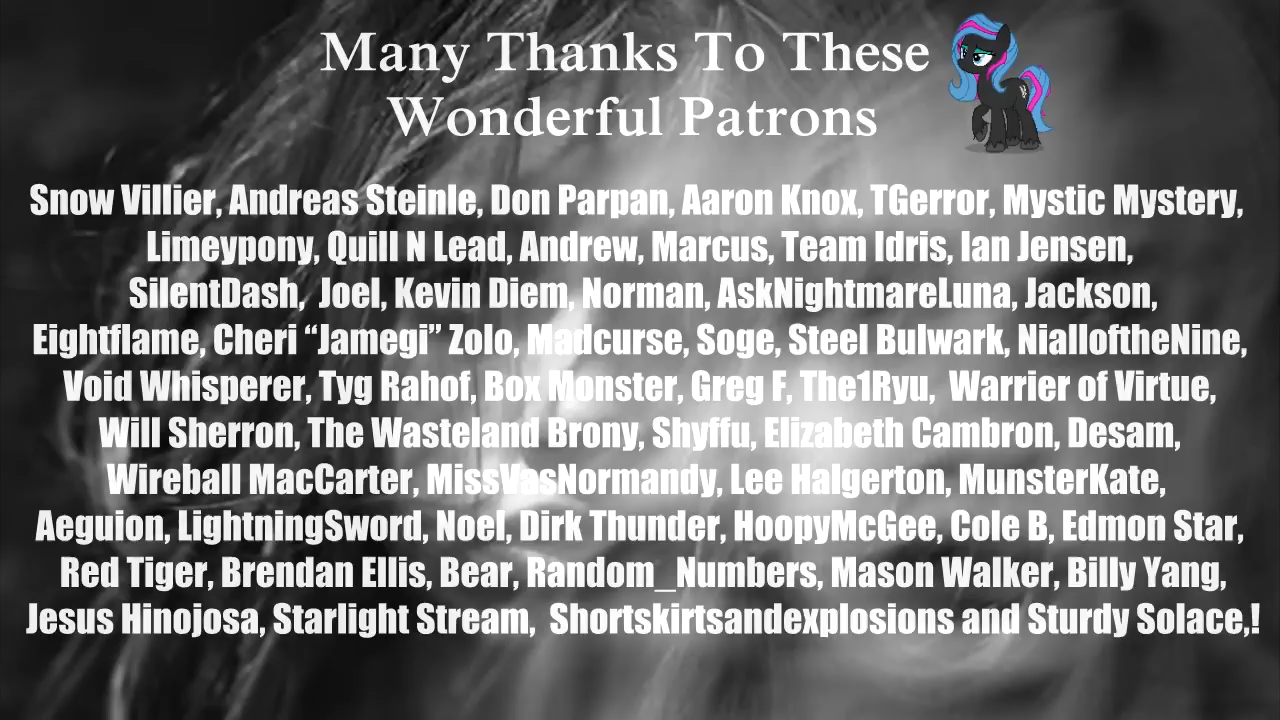 Many Thanks To These
Wonderful Patrons
Snow Villier, Andreas Steinle, Don Parpan, Aaron Knox, TGerror, Mystic Mystery,
Limeypony, Quill N Lead, Andrew, Marcus, Team Idris, Ian Jensen,
SilentDash, Joel, Kevin Diem, Norman, AskNightmareLuna, Jackson,
Eightflame, Cheri “Jamegi” Zolo, Madcurse, Soge, Steel Bulwark, NialloftheNine,
Void Whisperer, Tyg Rahof, Box Monster, Greg F, The1Ryu, Warrier of Virtue,
Will Sherron, The Wasteland Brony, Shyffu, Elizabeth Cambron, Desam,
Wireball MacCarter, MissVasNormandy, Lee Halgerton, MunsterKate,
Aeguion, LightningSword, Noel, Dirk Thunder, HoopyMcGee, Cole B, Edmon Star,
Red Tiger, Brendan Ellis, Bear, Random_Numbers, Mason Walker, Billy Yang,
Jesus Hinojosa, Starlight Stream, Shortskirtsandexplosions and Sturdy Solace,!